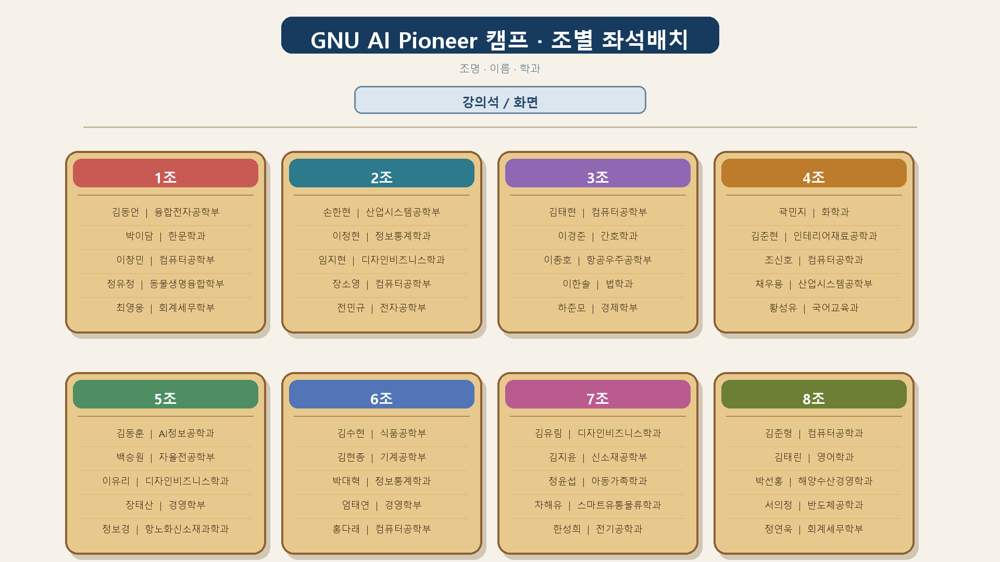 GNU AI Pioneer 캠프 · 조별 좌석배치
조명 · 이름 · 학과
강의석 / 화면
1조
김동언 | 융합전자공학부
박이담 | 한문학과
이창민 | 컴퓨터공학부
정유정 | 동물생명융합학부
최영웅 | 회계세무학부
2조
손한현 | 산업시스템공학부
이정현 | 정보통계학과
임지현 | 디자인비즈니스학과
장소영 | 컴퓨터공학부
전민규 | 전자공학부
3조
김태현 | 컴퓨터공학부
이경준 | 간호학과
이종호 | 항공우주공학부
이한솔 | 법학과
하준모 | 경제학부
4조
곽민지 | 화학과
김준현 | 인테리어재료공학과
조신호 | 컴퓨터공학과
채우용 | 산업시스템공학부
황성유 | 국어교육과
5조
김동훈 | AI정보공학과
백승원 | 자율전공학부
이유리 | 디자인비즈니스학과
장태산 | 경영학부
정보경 | 항노화신소재과학과
6조
김수현 | 식품공학부
김현종 | 기계공학부
박대혁 | 정보통계학과
엄태연 | 경영학부
홍다래 | 컴퓨터공학부
7조
김유림 | 디자인비즈니스학과
김지윤 | 신소재공학부
정윤섭 | 아동가족학과
차해유 | 스마트유통물류학과
한성희 | 전기공학과
8조
김준형 | 컴퓨터공학과
김태린 | 영어학과
박선홍 | 해양수산경영학과
서의정 | 반도체공학과
정연욱 | 회계세무학부